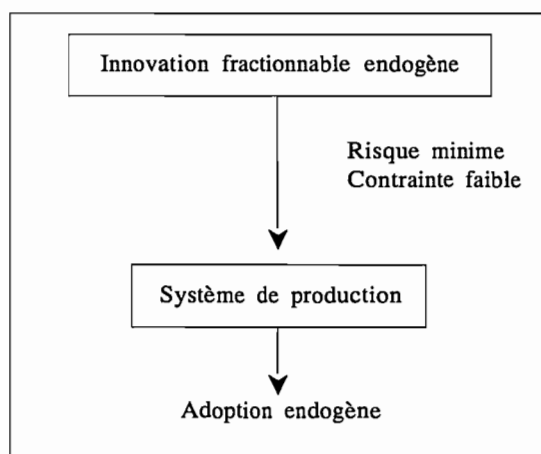 Innovation fractionnable endogène
Risque minime
Contrainte faible
Système de production
Adoption endogène